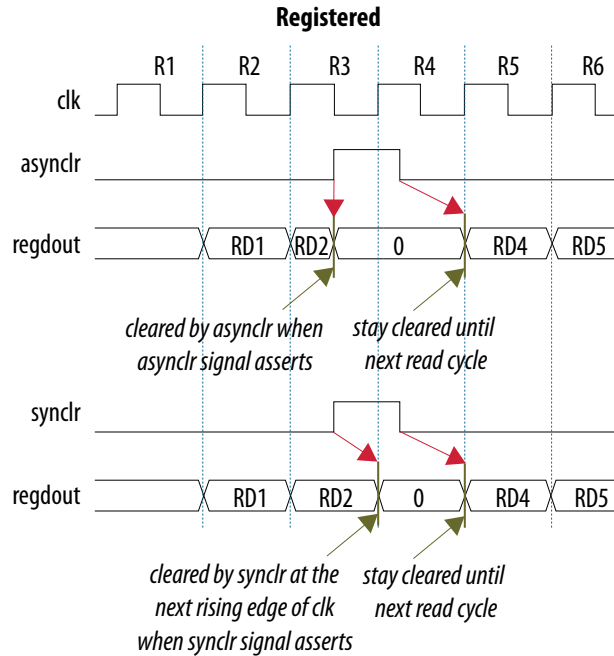 Registered
R1 R2 R3 R4 R5 R6
clk
asynclr
regdout RD1 RD2 0 RD4 RD5
cleared by asynclr when
asynclr signal asserts
stay cleared until
next read cycle
synclr
regdout RD1 RD2 0 RD4 RD5
cleared by synclr at the
next rising edge of clk
when synclr signal asserts
stay cleared until
next read cycle